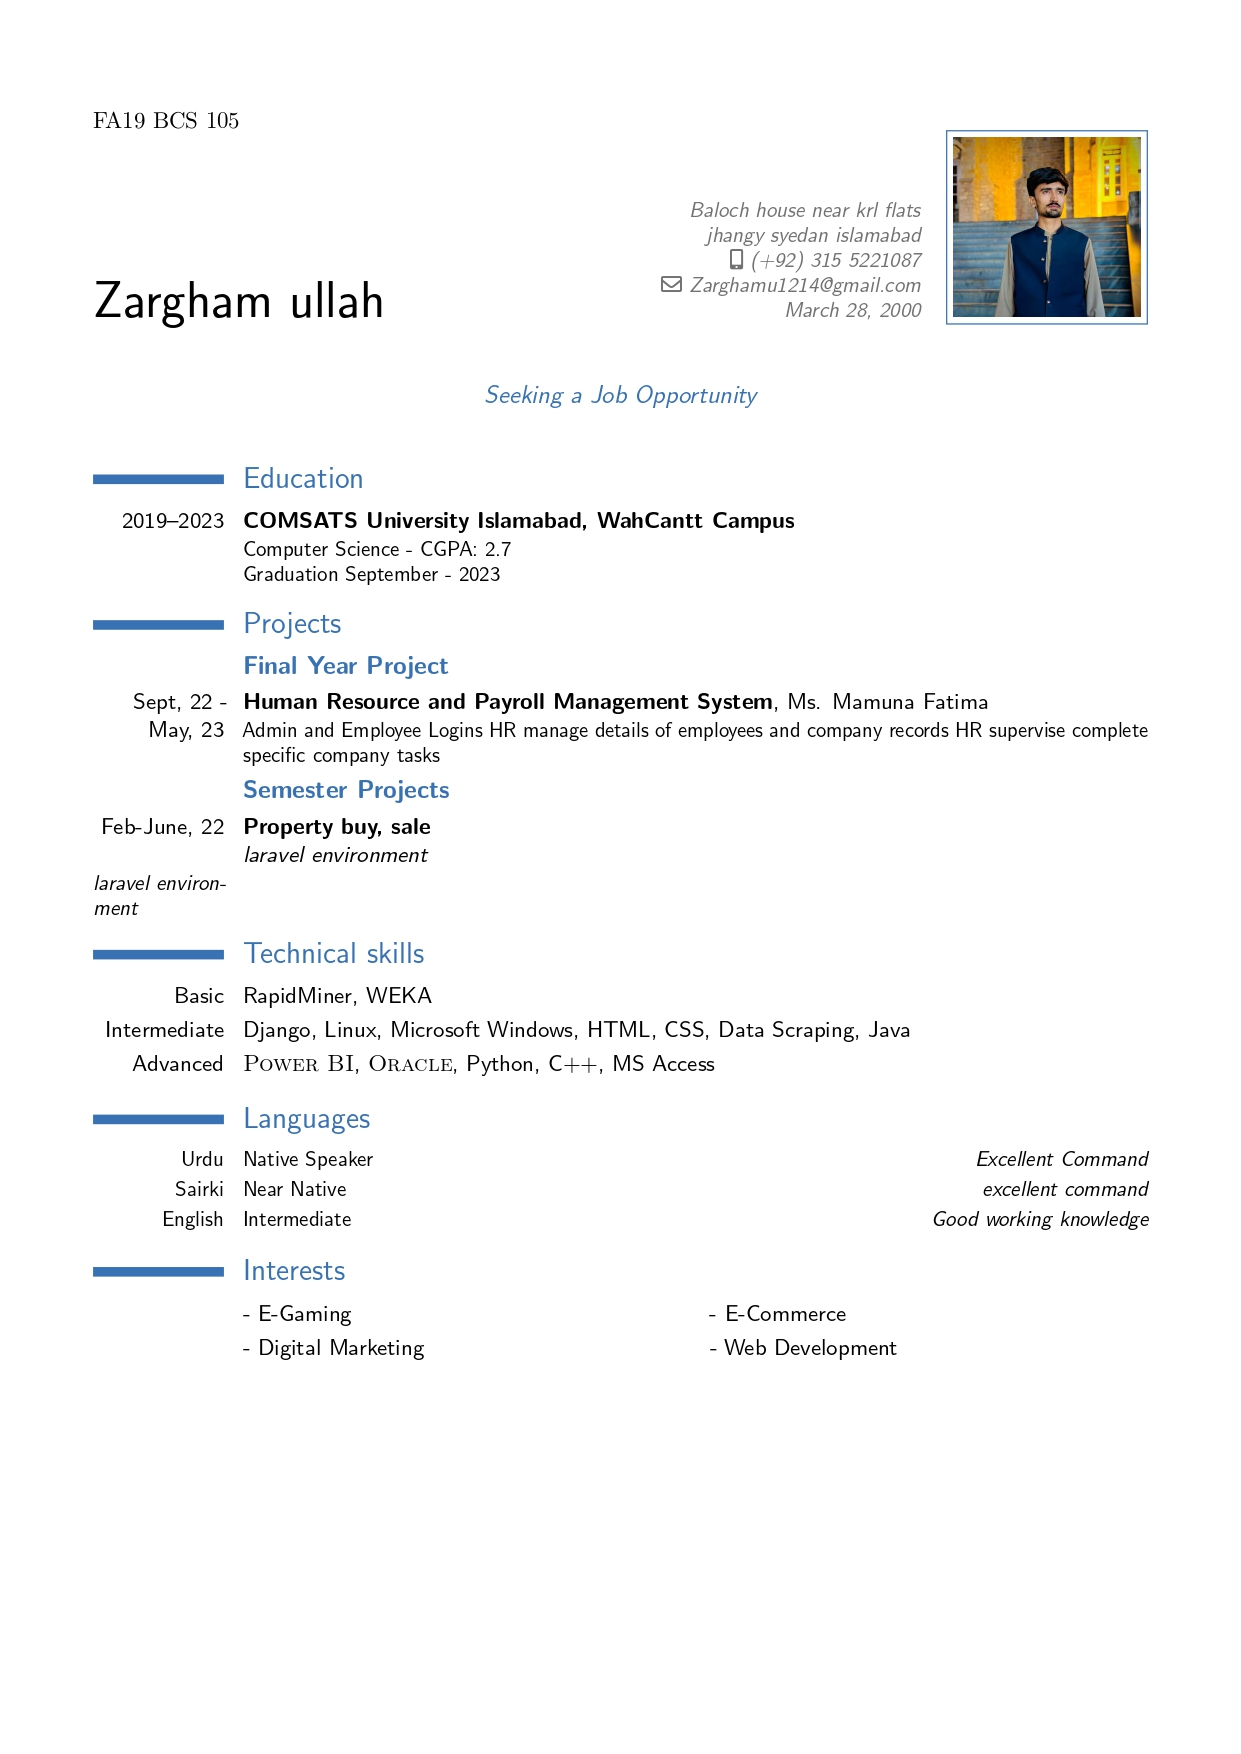 FA19 BCS 105
Baloch house near krl flats
jhangy syedan islamabad
(+92) 315 5221087
Zarghamu1214@gmail.com
March 28, 2000
Zargham ullah
Seeking a Job Opportunity
Education
2019–2023 COMSATS University Islamabad, WahCantt Campus
Computer Science - CGPA: 2.7
Graduation September - 2023
Projects
Final Year Project
Sept, 22 - Human Resource and Payroll Management System, Ms. Mamuna Fatima
May, 23 Admin and Employee Logins HR manage details of employees and company records HR supervise complete
specific company tasks
Semester Projects
Feb-June, 22 Property buy, sale
laravel environment
laravel environ-
ment
Technical skills
Basic RapidMiner, WEKA
Intermediate Django, Linux, Microsoft Windows, HTML, CSS, Data Scraping, Java
Advanced Power BI, Oracle, Python, C++, MS Access
Languages
Urdu Native Speaker Excellent Command
Sairki Near Native excellent command
English Intermediate Good working knowledge
Interests
- E-Gaming - E-Commerce
- Digital Marketing - Web Development